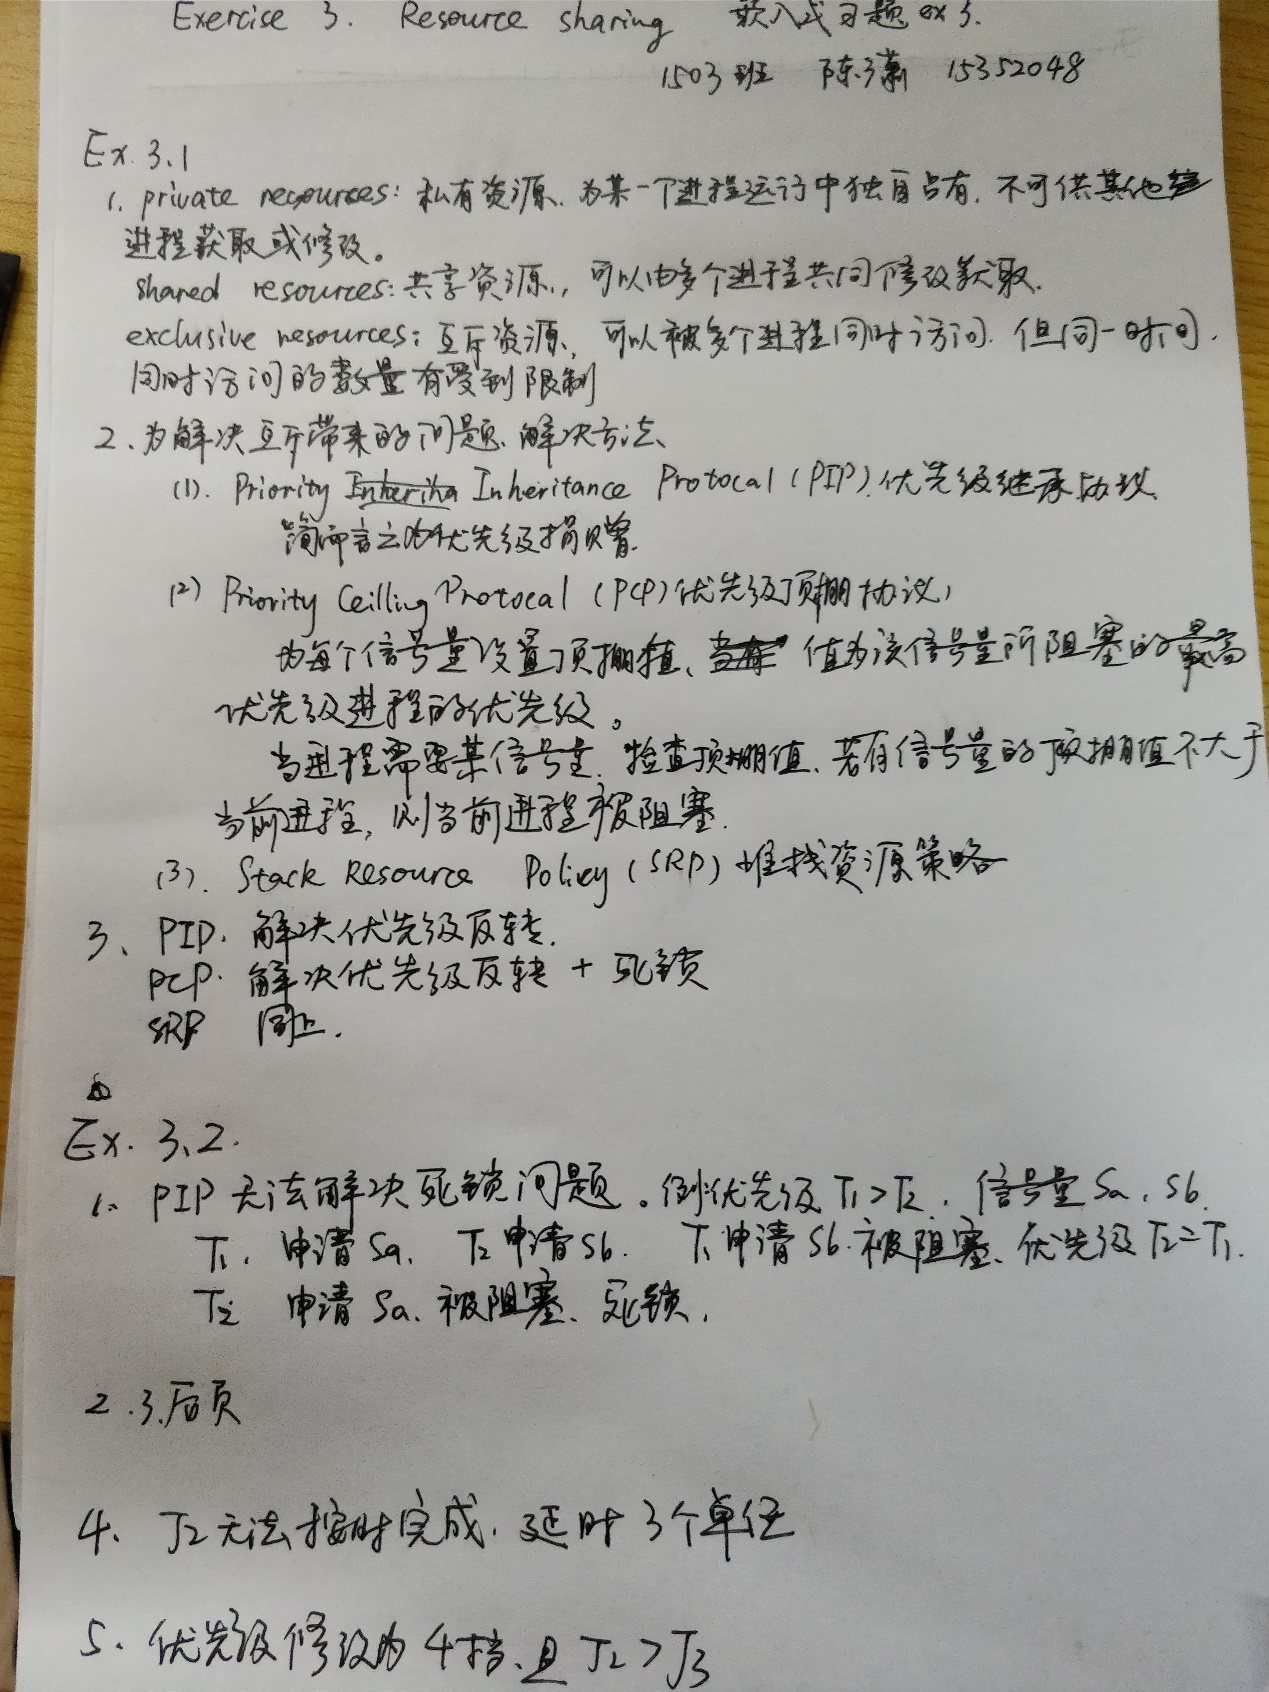 Exercise 3. Resource sharing 嵌入式习题 ex 3.
1503班 陈潇 15352048
Ex. 3.1
1. private recources: 私有资源. 为某一个进程运行中独自占有. 不可供其他
进程获取或修改。
shared resources: 共享资源., 可以由多个进程共同修改获取.
exclusive resources: 互斥资源, 可以被多个进程同时访问. 但同一时间.
同时访问的数量有受到限制
2. 为解决互斥带来的问题、解决方法、
(1). Priority Inherina Inheritance Protocal (PIP). 优先级继承协议.
简而言之为优先级捐赠.
(2) Priority Ceilling Protocal (PCP) 优先级顶棚协议,
为每个信号量设置顶棚值、 值为该信号量所阻塞的最高
优先级进程的优先级。
当进程需要某信号量. 检查顶棚值、若有信号量的顶棚值不大于
当前进程, 则当前进程被阻塞.
(3). Stack Resource Policy (SRP) 堆栈资源策略
3、 PIP. 解决优先级反转.
PCP. 解决优先级反转 + 死锁
SRP 同上.
Ex. 3.2.
1. PIP 无法解决死锁问题。例:优先级 T1>T2. 信号量 Sa, Sb.
T1. 申请 Sa. T2 申请 Sb. T1 申请 Sb. 被阻塞、优先级 T2=T1.
T2 申请 Sa. 被阻塞、死锁.
2.3.后页
4. J2 无法按时完成. 延时 3个单位
5. 优先级修改为 4档、且 J2 > J3